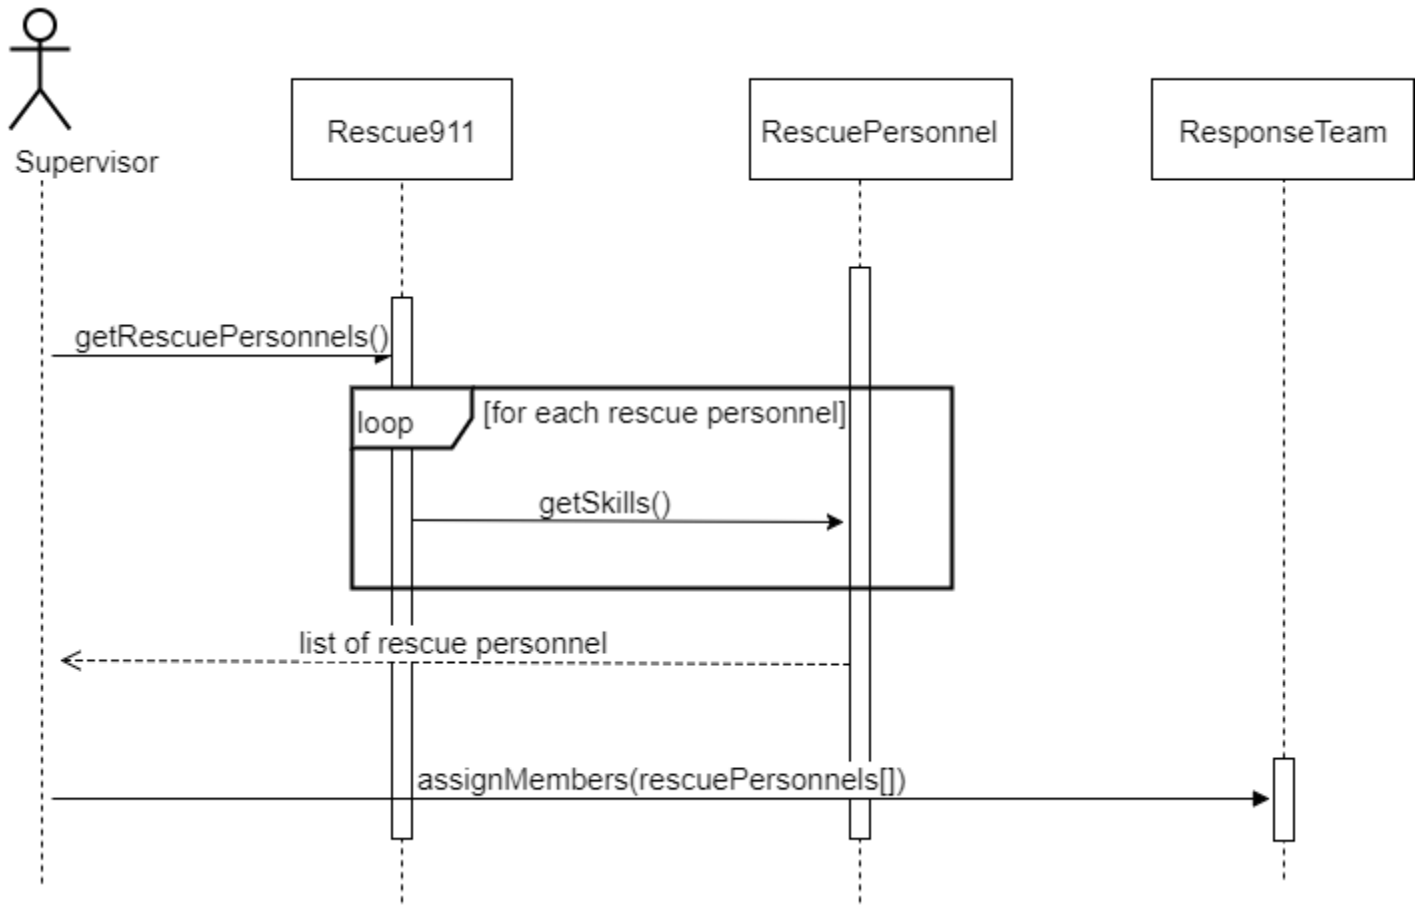 Supervisor
Rescue911
RescuePersonnel
ResponseTeam
getRescuePersonnels()
loop
[for each rescue personnel]
getSkills()
list of rescue personnel
assignMembers(rescuePersonnels[])